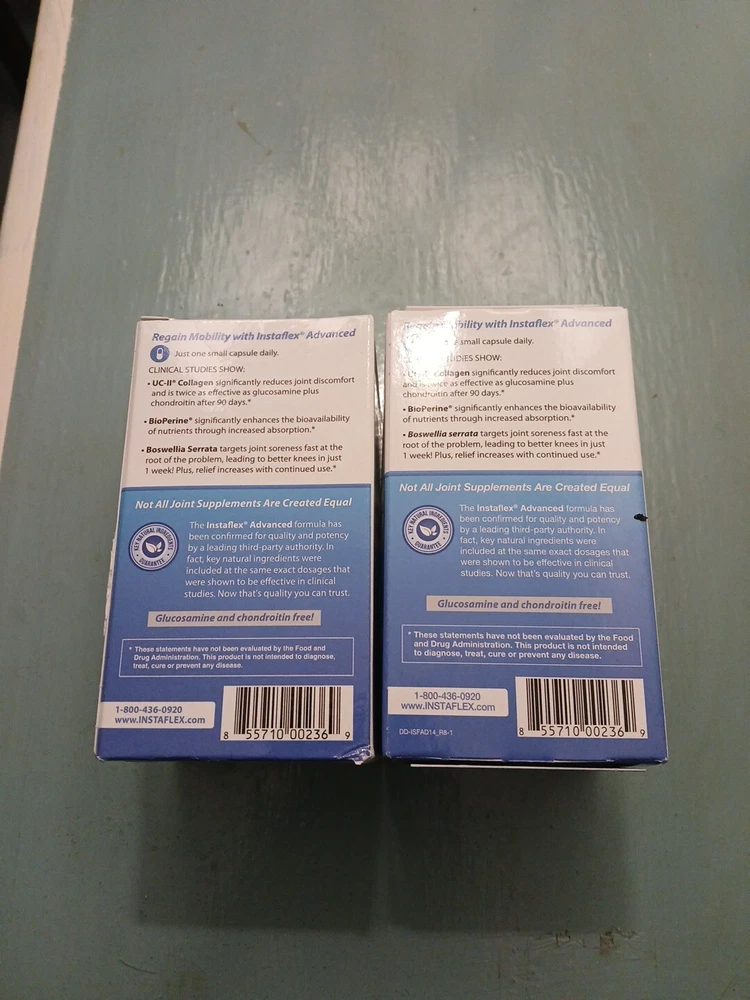 Regain Mobility with Instaflex® Advanced
Just one small capsule daily.
CLINICAL STUDIES SHOW:
• UC-II® Collagen significantly reduces joint discomfort
and is twice as effective as glucosamine plus
chondroitin after 90 days.*
• BioPerine® significantly enhances the bioavailability
of nutrients through increased absorption.*
• Boswellia Serrata targets joint soreness fast at the
root of the problem, leading to better knees in just
1 week! Plus, relief increases with continued use.*
Not All Joint Supplements Are Created Equal
KEY NATURAL INGREDIENTS
GUARANTEE
The Instaflex® Advanced formula has
been confirmed for quality and potency
by a leading third-party authority. In
fact, key natural ingredients were
included at the same exact dosages that
were shown to be effective in clinical
studies. Now that's quality you can trust.
Glucosamine and chondroitin free!
* These statements have not been evaluated by the Food and
Drug Administration. This product is not intended to diagnose,
treat, cure or prevent any disease.
1-800-436-0920
www.INSTAFLEX.com
8 55710 00236 9
Regain Mobility with Instaflex® Advanced
small capsule daily.
STUDIES SHOW:
Collagen significantly reduces joint discomfort
and is twice as effective as glucosamine plus
chondroitin after 90 days.*
• BioPerine® significantly enhances the bioavailability
of nutrients through increased absorption.*
• Boswellia serrata targets joint soreness fast at the
root of the problem, leading to better knees in just
1 week! Plus, relief increases with continued use.*
Not All Joint Supplements Are Created Equal
KEY NATURAL INGREDIENTS
GUARANTEE
The Instaflex® Advanced formula has
been confirmed for quality and potency
by a leading third-party authority. In
fact, key natural ingredients were
included at the same exact dosages that
were shown to be effective in clinical
studies. Now that's quality you can trust.
Glucosamine and chondroitin free!
* These statements have not been evaluated by the Food
and Drug Administration. This product is not intended
to diagnose, treat, cure or prevent any disease.
1-800-436-0920
www.INSTAFLEX.com
DD-ISFAD14_R8-1
8 55710 00236 9